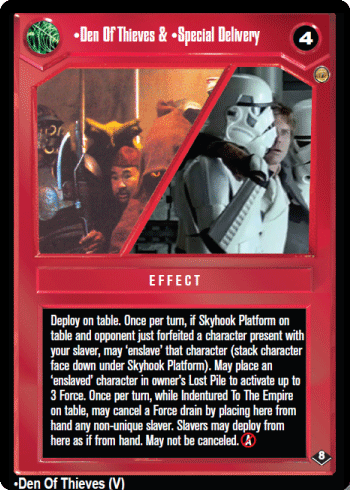 •Den Of Thieves & •Special Delivery
4
EFFECT
Deploy on table. Once per turn, if Skyhook Platform on
table and opponent just forfeited a character present with
your slaver, may 'enslave' that character (stack character
face down under Skyhook Platform). May place an
'enslaved' character in owner's Lost Pile to activate up to
3 Force. Once per turn, while Indentured To The Empire
on table, may cancel a Force drain by placing here from
hand any non-unique slaver. Slavers may deploy from
here as if from hand. May not be canceled. A
8
•Den Of Thieves (V)